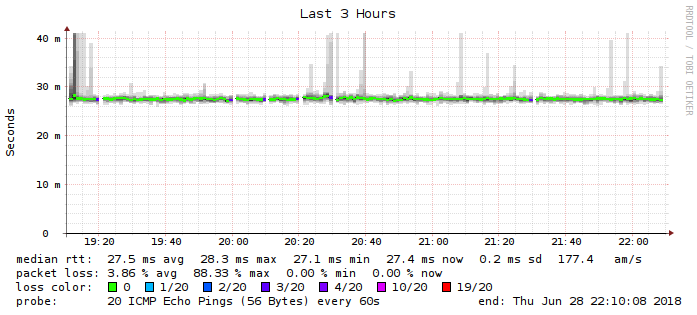 Last 3 Hours
RRDTOOL / TOBI OETIKER
Seconds
40 m
30 m
20 m
10 m
0
19:20 19:40 20:00 20:20 20:40 21:00 21:20 21:40 22:00
median rtt: 27.5 ms avg 28.3 ms max 27.1 ms min 27.4 ms now 0.2 ms sd 177.4 am/s
packet loss: 3.86 % avg 88.33 % max 0.00 % min 0.00 % now
loss color: 0 1/20 2/20 3/20 4/20 10/20 19/20
probe: 20 ICMP Echo Pings (56 Bytes) every 60s end: Thu Jun 28 22:10:08 2018